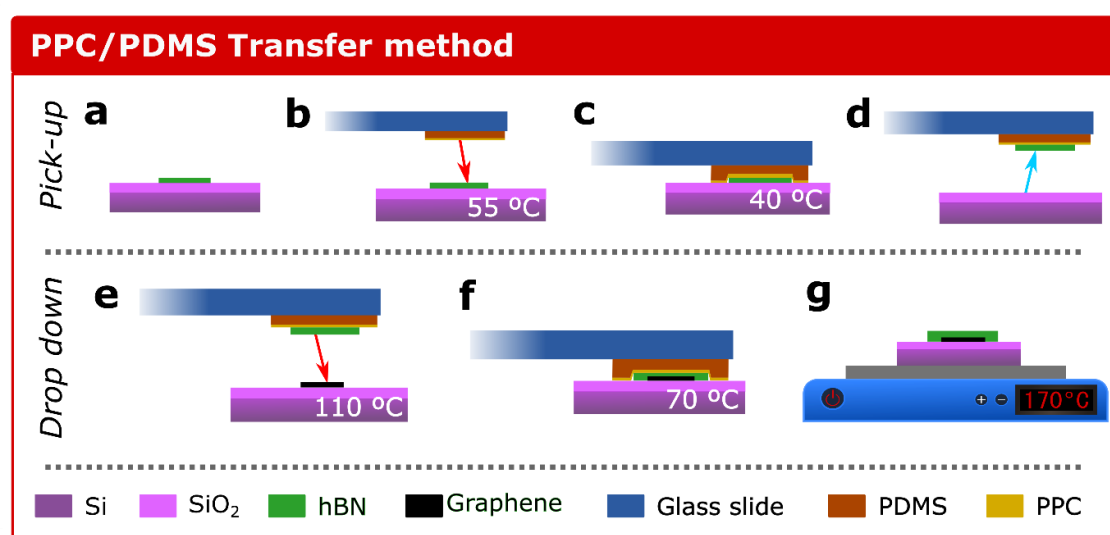 PPC/PDMS Transfer method
Pick-up
a
b
c
d
55 ºC
40 ºC
Drop down
e
f
g
110 ºC
70 ºC
170°C
Si
SiO₂
hBN
Graphene
Glass slide
PDMS
PPC